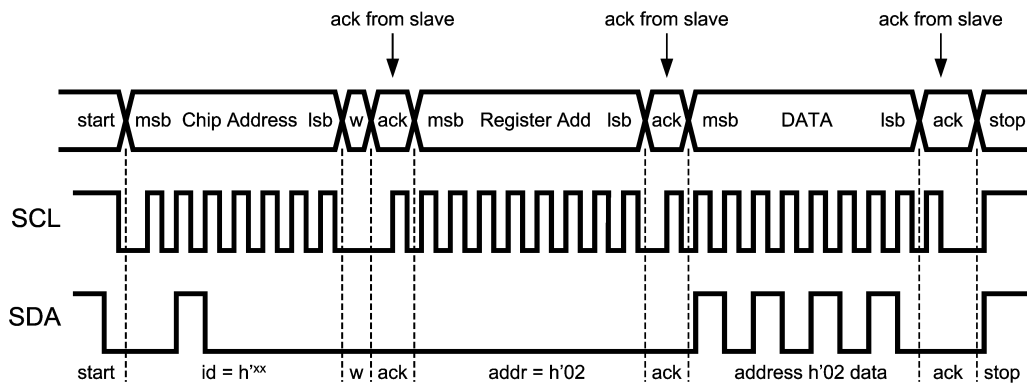 ack from slave ack from slave ack from slave
start msb Chip Address lsb w ack msb Register Add lsb ack msb DATA lsb ack stop
SCL
SDA
start id = h'xx w ack addr = h'02 ack address h'02 data ack stop